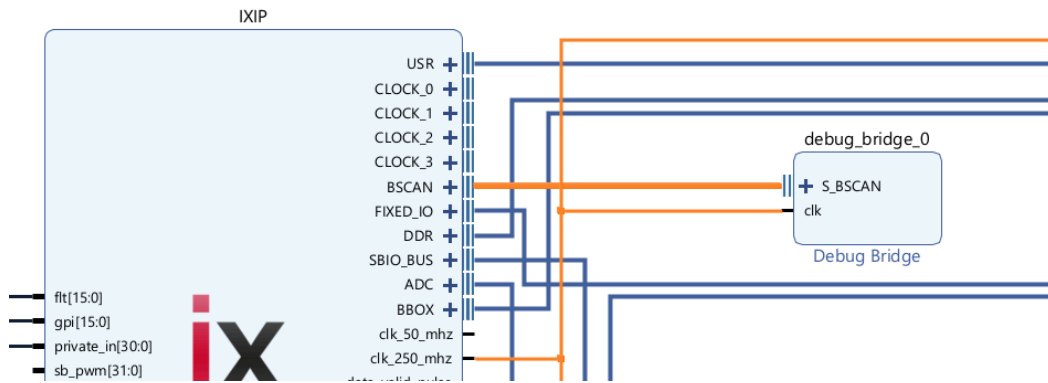 IXIP
USR
CLOCK_0
CLOCK_1
CLOCK_2
CLOCK_3
BSCAN
FIXED_IO
DDR
SBIO_BUS
ADC
BBOX
clk_50_mhz
clk_250_mhz
flt[15:0]
gpi[15:0]
private_in[30:0]
sb_pwm[31:0]
ix
debug_bridge_0
S_BSCAN
clk
Debug Bridge